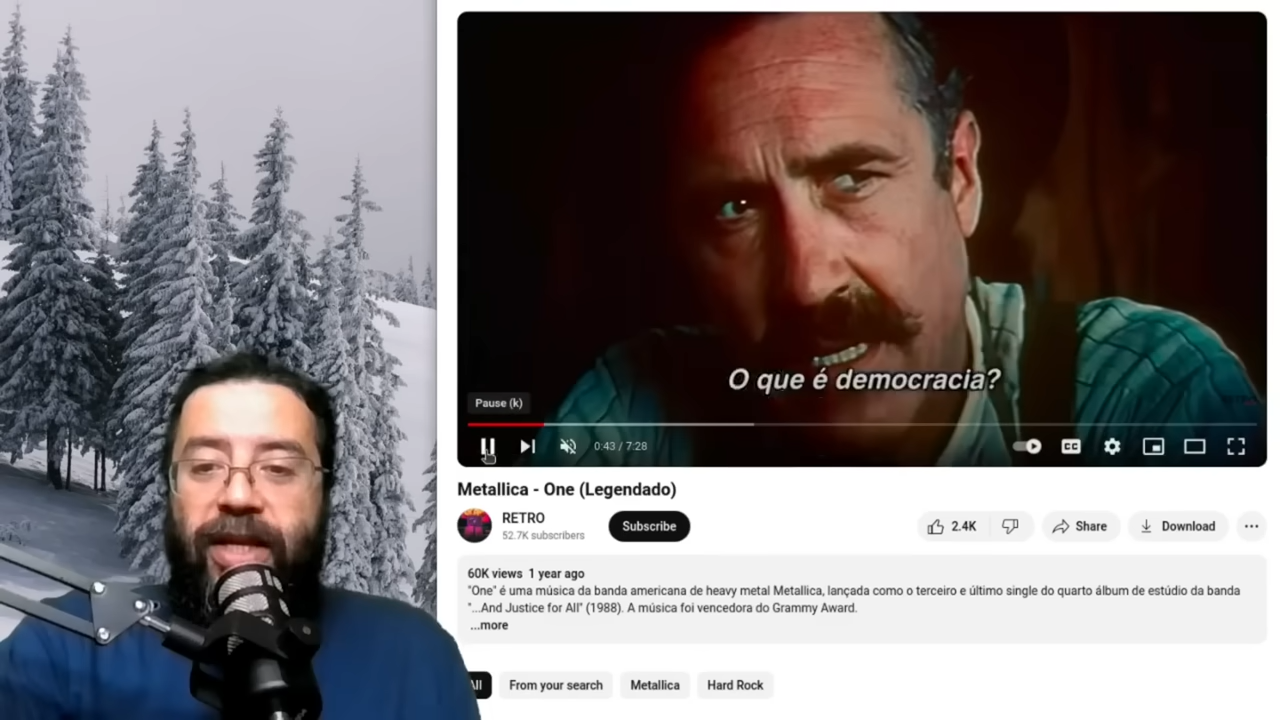 O que é democracia?
Pause (k)
0:43 / 7:28
CC
Metallica - One (Legendado)
RETRO
52.7K subscribers
Subscribe
2.4K
Share
Download
60K views 1 year ago
"One" é uma música da banda americana de heavy metal Metallica, lançada como o terceiro e último single do quarto álbum de estúdio da banda
"...And Justice for All" (1988). A música foi vencedora do Grammy Award.
...more
All
From your search
Metallica
Hard Rock